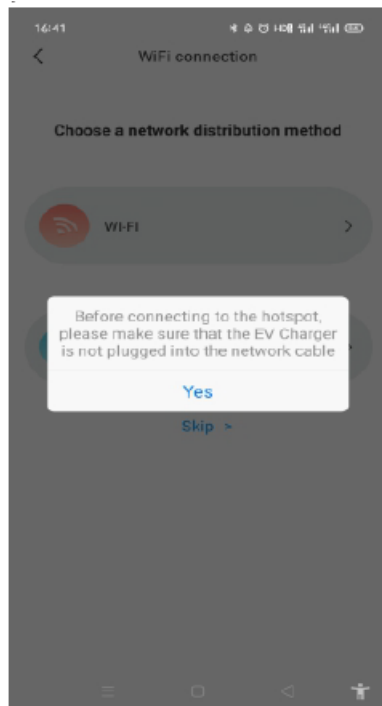 16:41
WiFi connection
Choose a network distribution method
WI-FI
Before connecting to the hotspot,
please make sure that the EV Charger
is not plugged into the network cable
Yes
Skip >